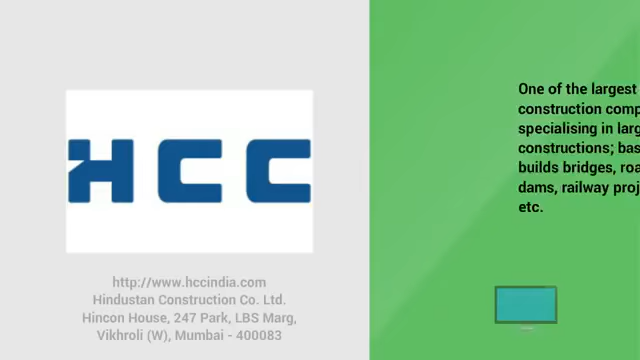 HCC
http://www.hccindia.com
Hindustan Construction Co. Ltd.
Hincon House, 247 Park, LBS Marg,
Vikhroli (W), Mumbai - 400083
One of the largest
construction comp
specialising in larg
constructions; bas
builds bridges, roa
dams, railway proj
etc.